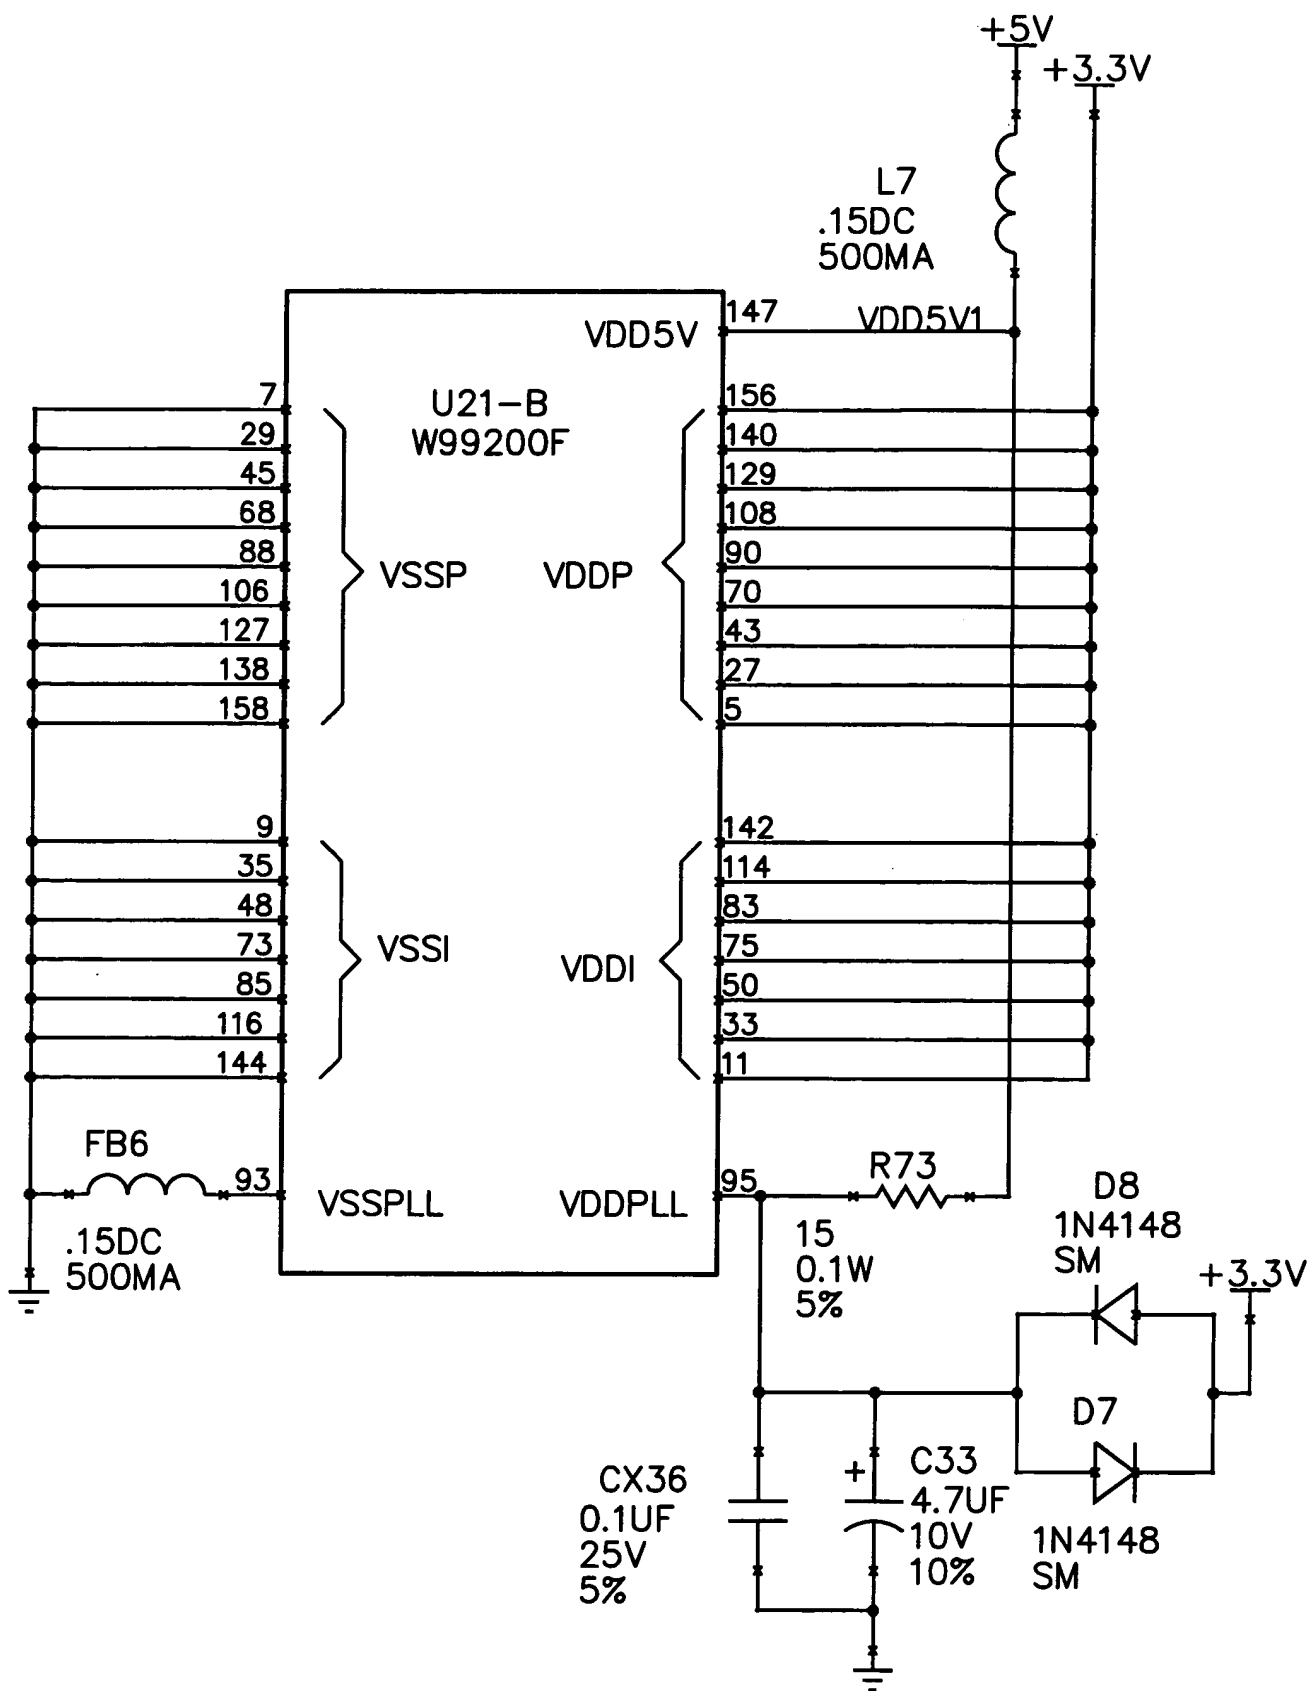 +5V
+3.3V
L7
.15DC
500MA
147
VDD5V1
VDD5V
U21-B
W99200F
7
29
45
68
88
106
127
138
158
VSSP
VDDP
156
140
129
108
90
70
43
27
5
9
35
48
73
85
116
144
VSSI
VDDI
142
114
83
75
50
33
11
FB6
93
.15DC
500MA
VSSPLL
VDDPLL
95
R73
15
0.1W
5%
D8
1N4148
SM
+3.3V
D7
1N4148
SM
CX36
0.1UF
25V
5%
+
C33
4.7UF
10V
10%